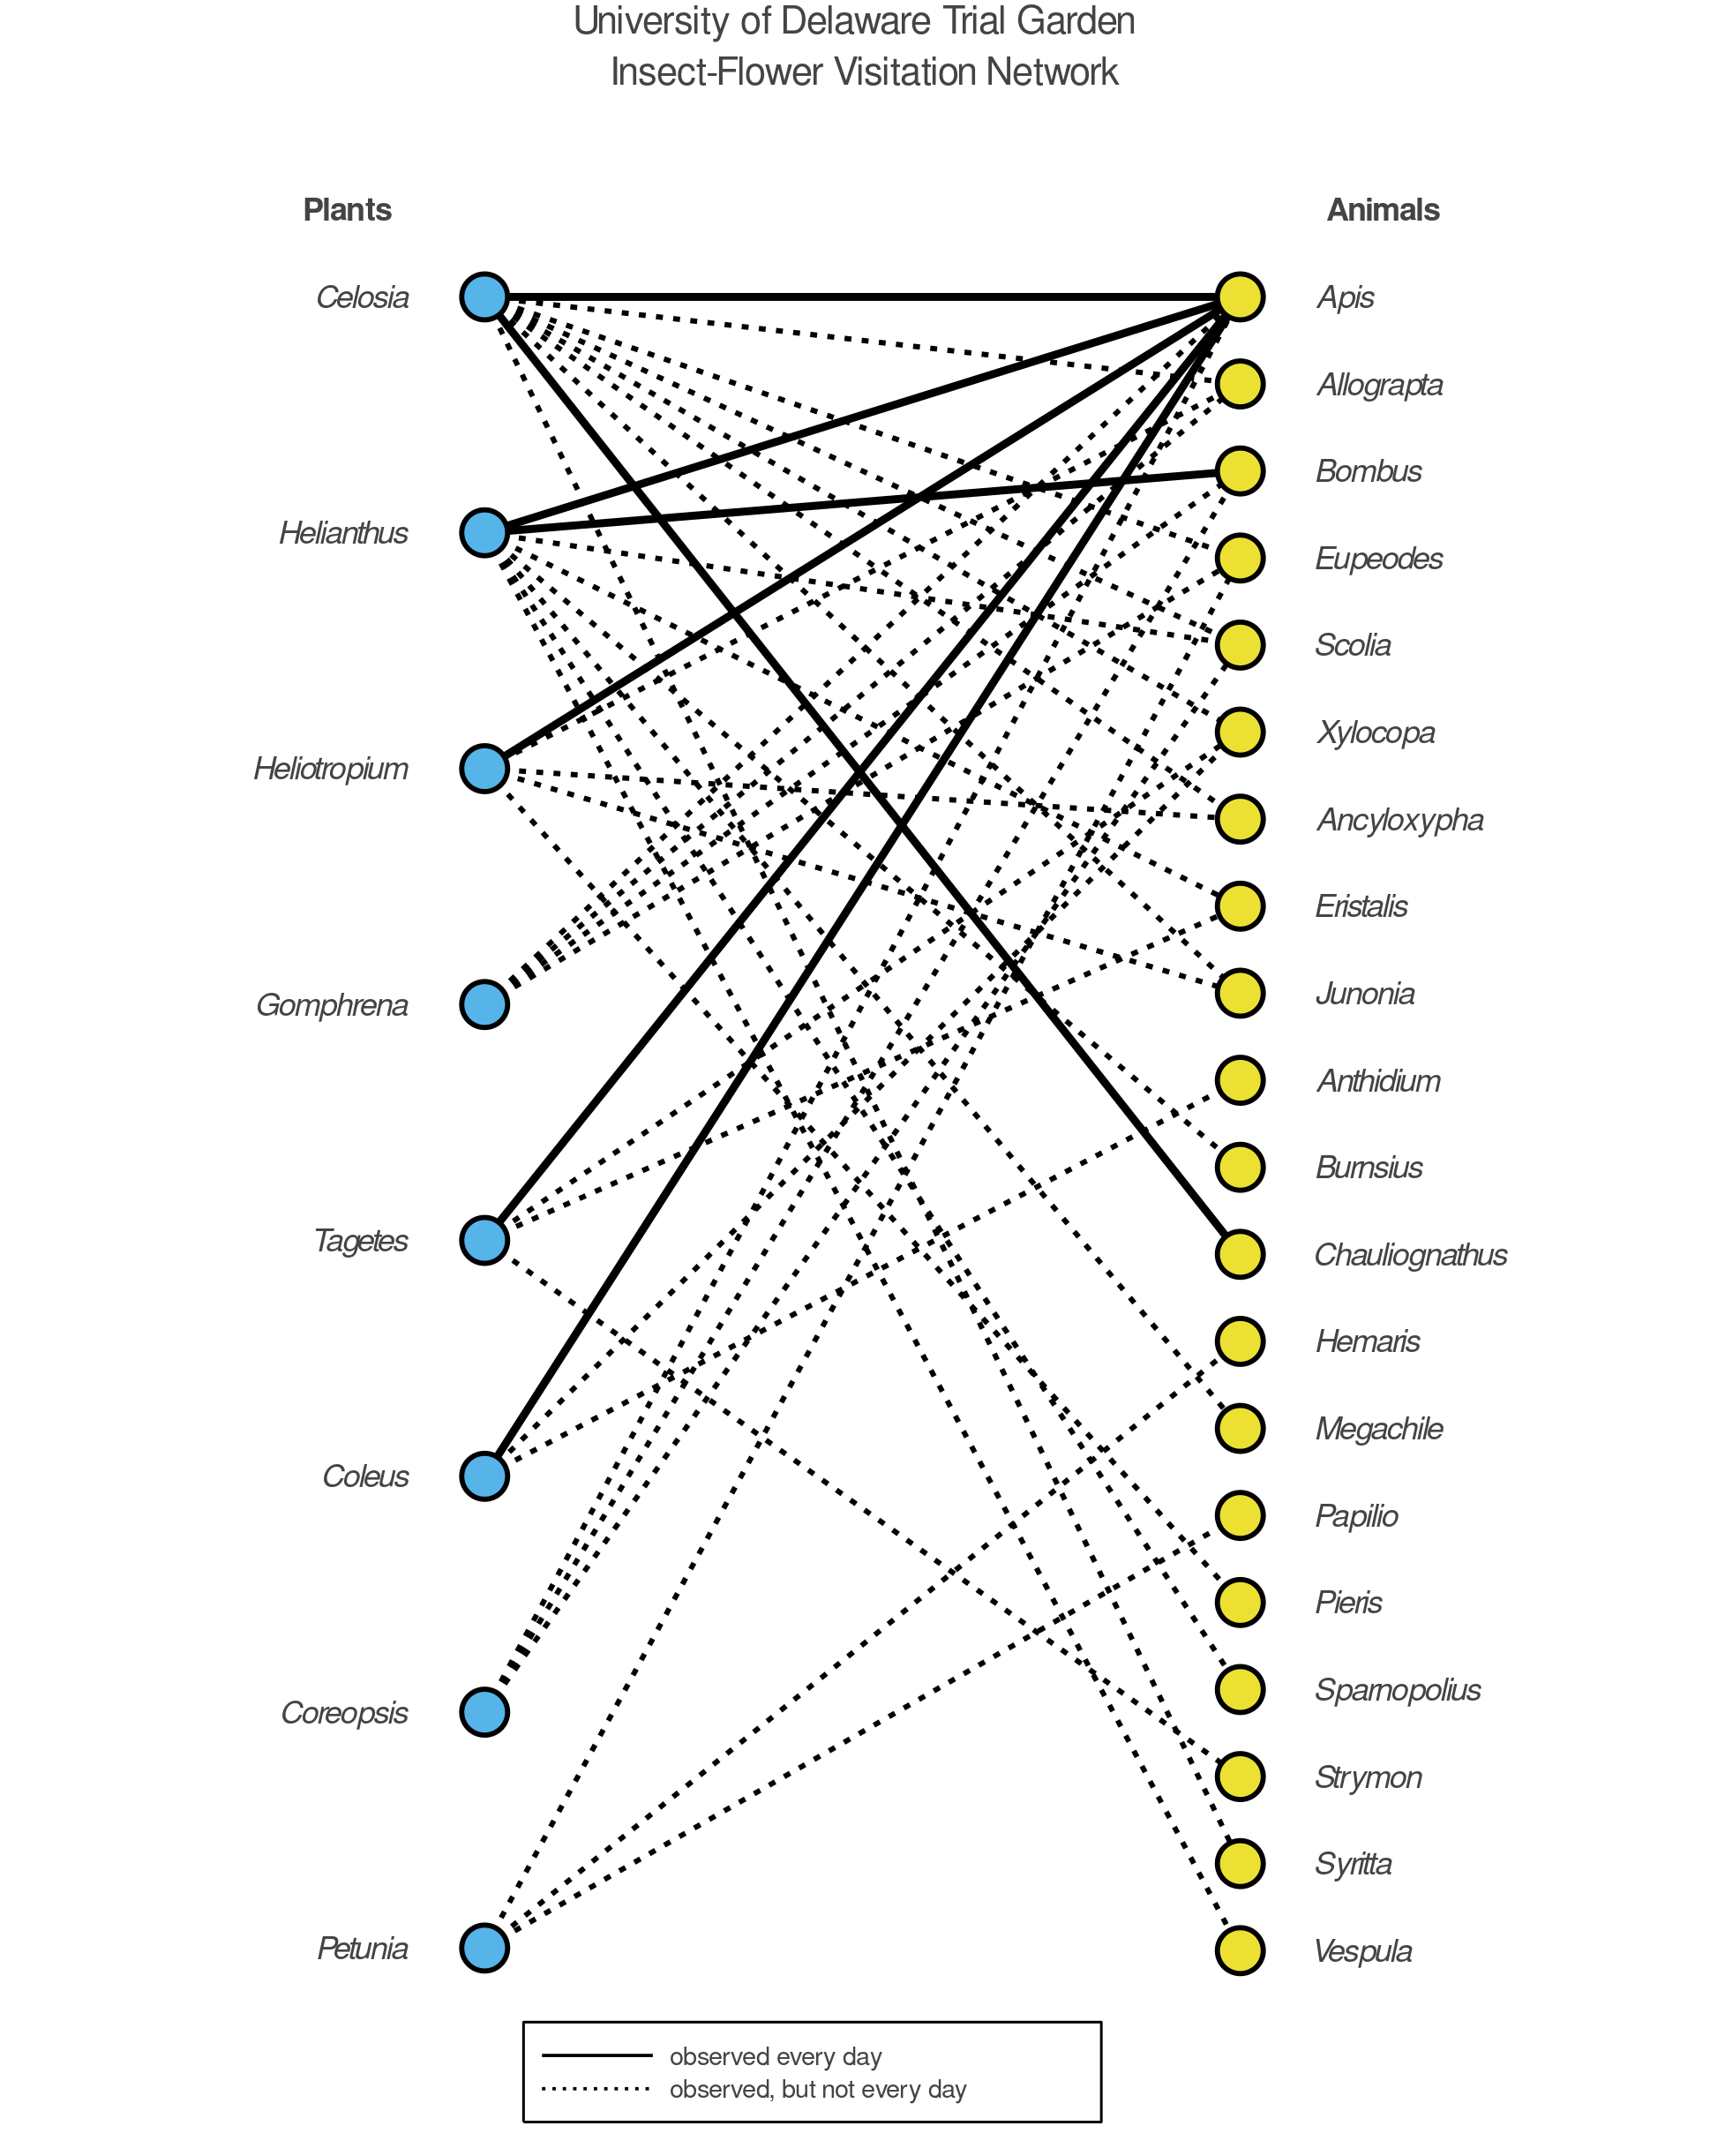 University of Delaware Trial Garden
Insect-Flower Visitation Network
Plants
Animals
Celosia
Helianthus
Heliotropium
Gomphrena
Tagetes
Coleus
Coreopsis
Petunia
Apis
Allograpta
Bombus
Eupeodes
Scolia
Xylocopa
Ancyloxypha
Eristalis
Junonia
Anthidium
Burnsius
Chauliognathus
Hemaris
Megachile
Papilio
Pieris
Sparnopolius
Strymon
Syritta
Vespula
observed every day
observed, but not every day